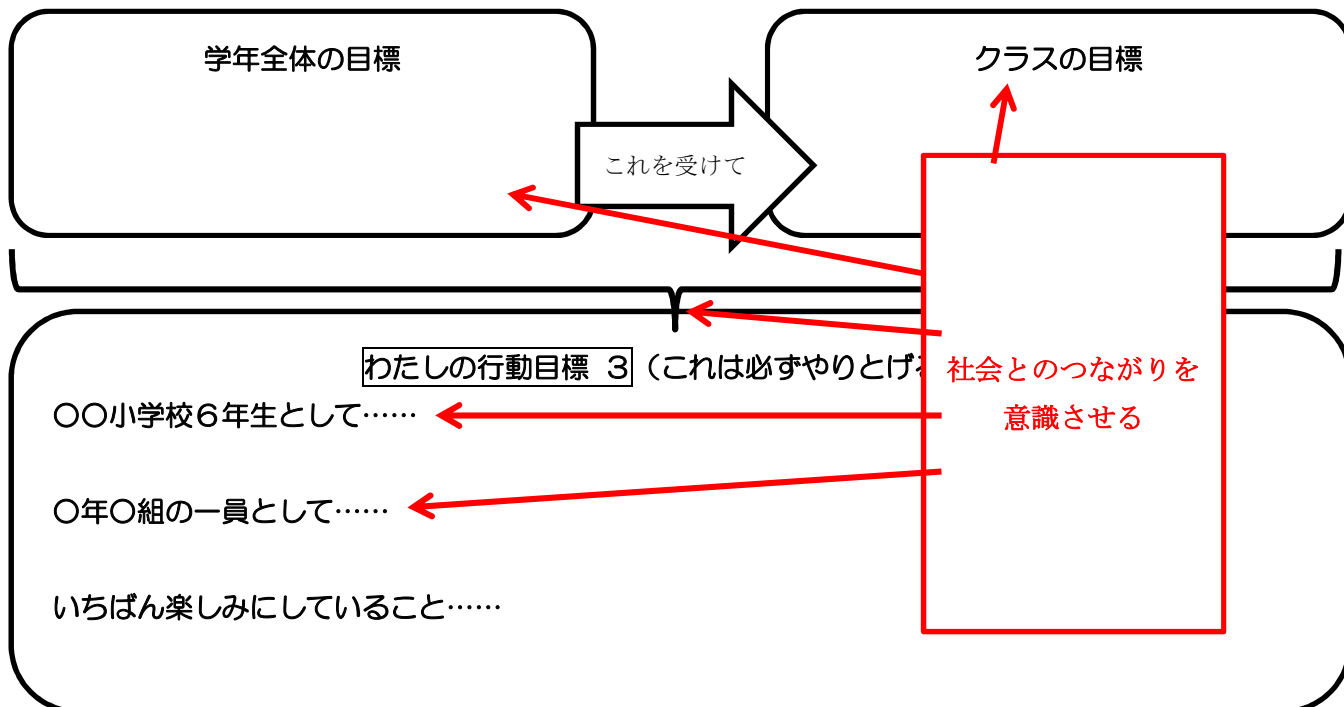 学年全体の目標
クラスの目標
これを受けて
わたしの行動目標 3（これは必ずやりとげ
社会とのつながりを
意識させる
〇〇小学校６年生として……
〇年〇組の一員として……
いちばん楽しみにしていること……